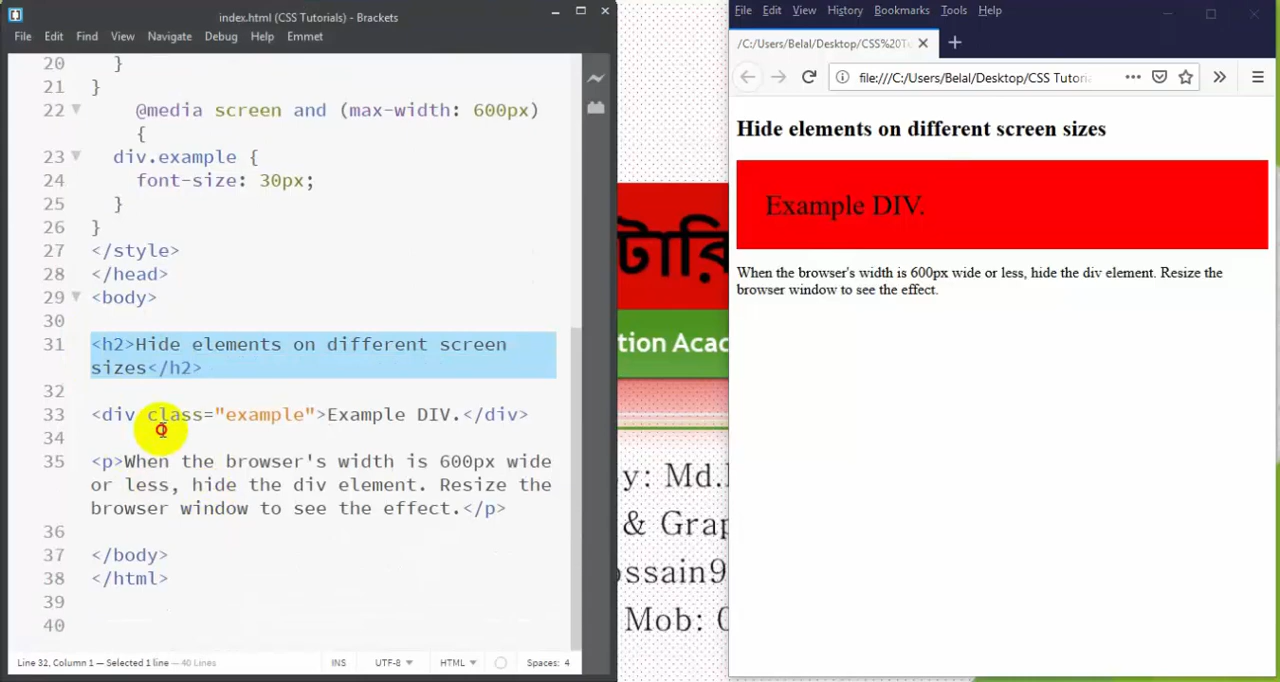 index.html (CSS Tutorials) - Brackets
File Edit Find View Navigate Debug Help Emmet
20 }
21 }
22 @media screen and (max-width: 600px)
{
23 div.example {
24 font-size: 30px;
25 }
26 }
27 </style>
28 </head>
29 <body>
30
31 <h2>Hide elements on different screen
sizes</h2>
32
33 <div class="example">Example DIV.</div>
34
35 <p>When the browser's width is 600px wide
or less, hide the div element. Resize the
browser window to see the effect.</p>
36
37 </body>
38 </html>
39
40
Line 32, Column 1 — Selected 1 line — 40 Lines INS UTF-8 HTML Spaces: 4
টারি
tion Acad
y: Md.
& Grap
ossain9
Mob: 0
File Edit View History Bookmarks Tools Help
/C:/Users/Belal/Desktop/CSS%20T
file:///C:/Users/Belal/Desktop/CSS Tutoria
Hide elements on different screen sizes
Example DIV.
When the browser's width is 600px wide or less, hide the div element. Resize the
browser window to see the effect.